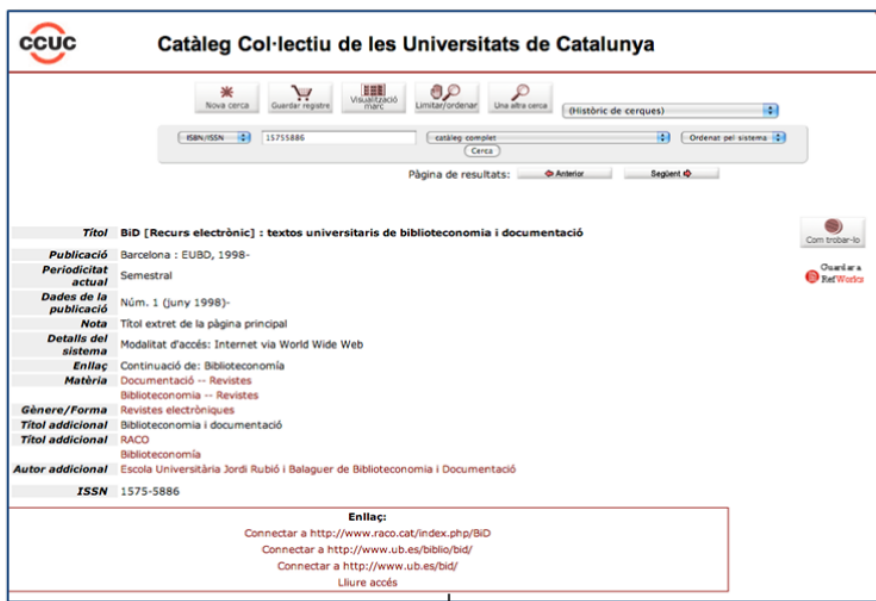 CCUC
Catàleg Col·lectiu de les Universitats de Catalunya
Nova cerca
Guardar registre
Visualització marc
Limitar/ordenar
Una altra cerca
(Històric de cerques)
ISBN/ISSN 15755886 catàleg complet Ordenat pel sistema
Cerca
Pàgina de resultats: Anterior Següent
Títol BiD [Recurs electrònic] : textos universitaris de biblioteconomia i documentació
Com trobar-lo
Publicació Barcelona : EUBD, 1998-
Periodicitat actual Semestral
Guardar a RefWorks
Dades de la publicació Núm. 1 (juny 1998)-
Nota Títol extret de la pàgina principal
Detalls del sistema Modalitat d'accés: Internet via World Wide Web
Enllaç Continuació de: Biblioteconomía
Matèria Documentació -- Revistes
Biblioteconomia -- Revistes
Gènere/Forma Revistes electròniques
Títol addicional Biblioteconomia i documentació
Títol addicional RACO
Biblioteconomía
Autor addicional Escola Universitària Jordi Rubió i Balaguer de Biblioteconomia i Documentació
ISSN 1575-5886
Enllaç:
Connectar a http://www.raco.cat/index.php/BiD
Connectar a http://www.ub.es/biblio/bid/
Connectar a http://www.ub.es/bid/
Lliure accés